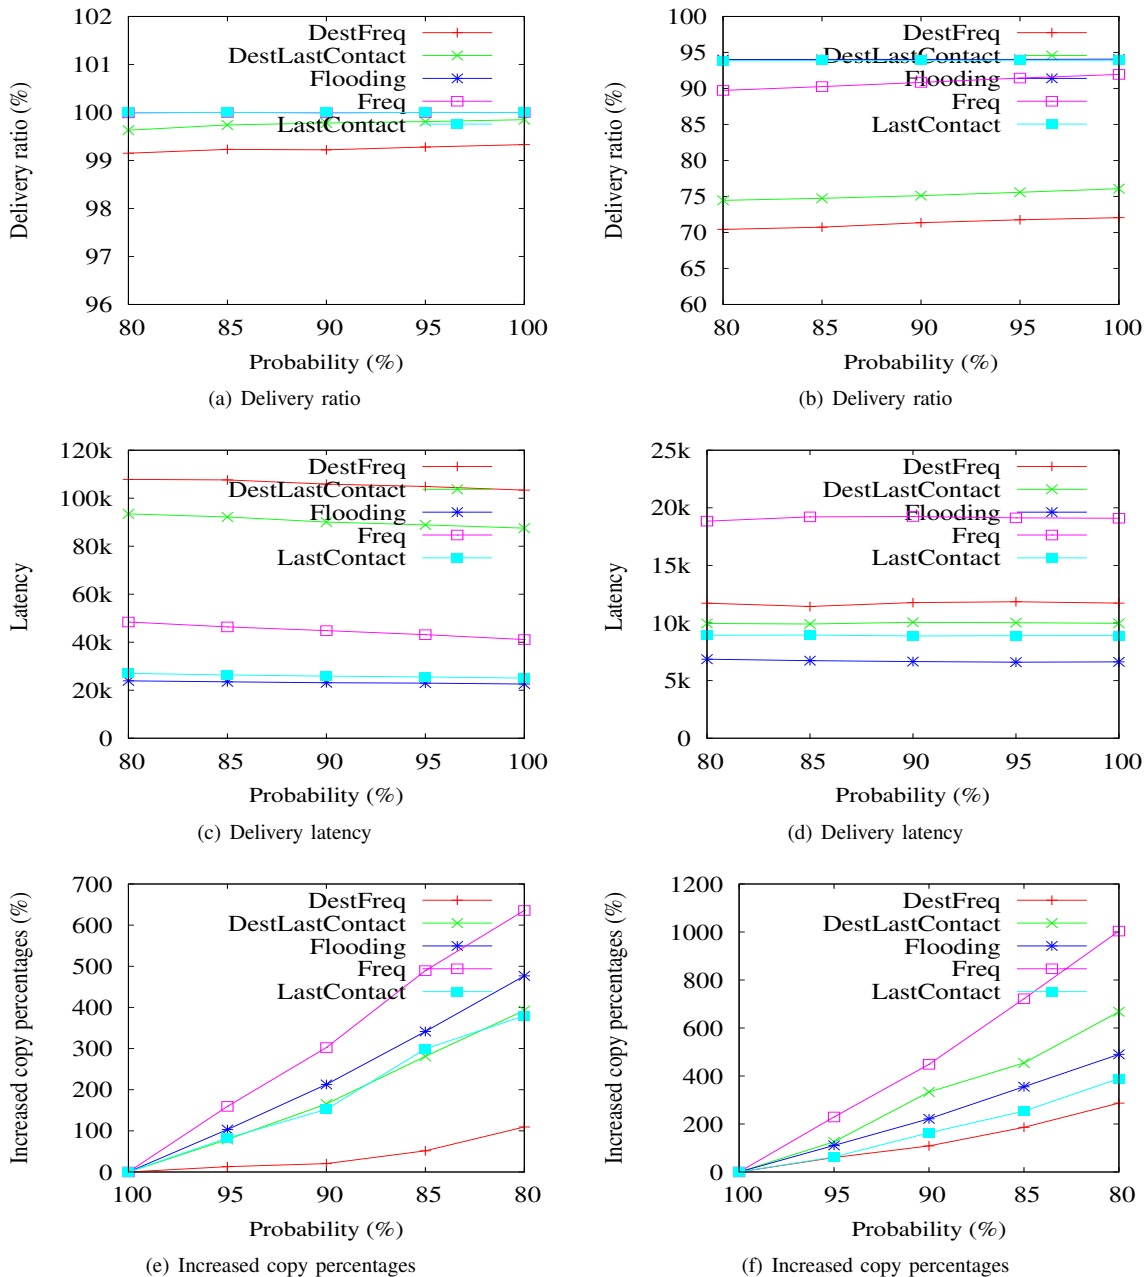 102
101
100
99
98
97
96
80 85 90 95 100
Delivery ratio (%)
Probability (%)
DestFreq
DestLastContact
Flooding
Freq
LastContact
(a) Delivery ratio
100
95
90
85
80
75
70
65
60
80 85 90 95 100
Delivery ratio (%)
Probability (%)
DestFreq
DestLastContact
Flooding
Freq
LastContact
(b) Delivery ratio
120k
100k
80k
60k
40k
20k
0
80 85 90 95 100
Latency
Probability (%)
DestFreq
DestLastContact
Flooding
Freq
LastContact
(c) Delivery latency
25k
20k
15k
10k
5k
0
80 85 90 95 100
Latency
Probability (%)
DestFreq
DestLastContact
Flooding
Freq
LastContact
(d) Delivery latency
700
600
500
400
300
200
100
0
100 95 90 85 80
Increased copy percentages (%)
Probability (%)
DestFreq
DestLastContact
Flooding
Freq
LastContact
(e) Increased copy percentages
1200
1000
800
600
400
200
0
100 95 90 85 80
Increased copy percentages (%)
Probability (%)
DestFreq
DestLastContact
Flooding
Freq
LastContact
(f) Increased copy percentages